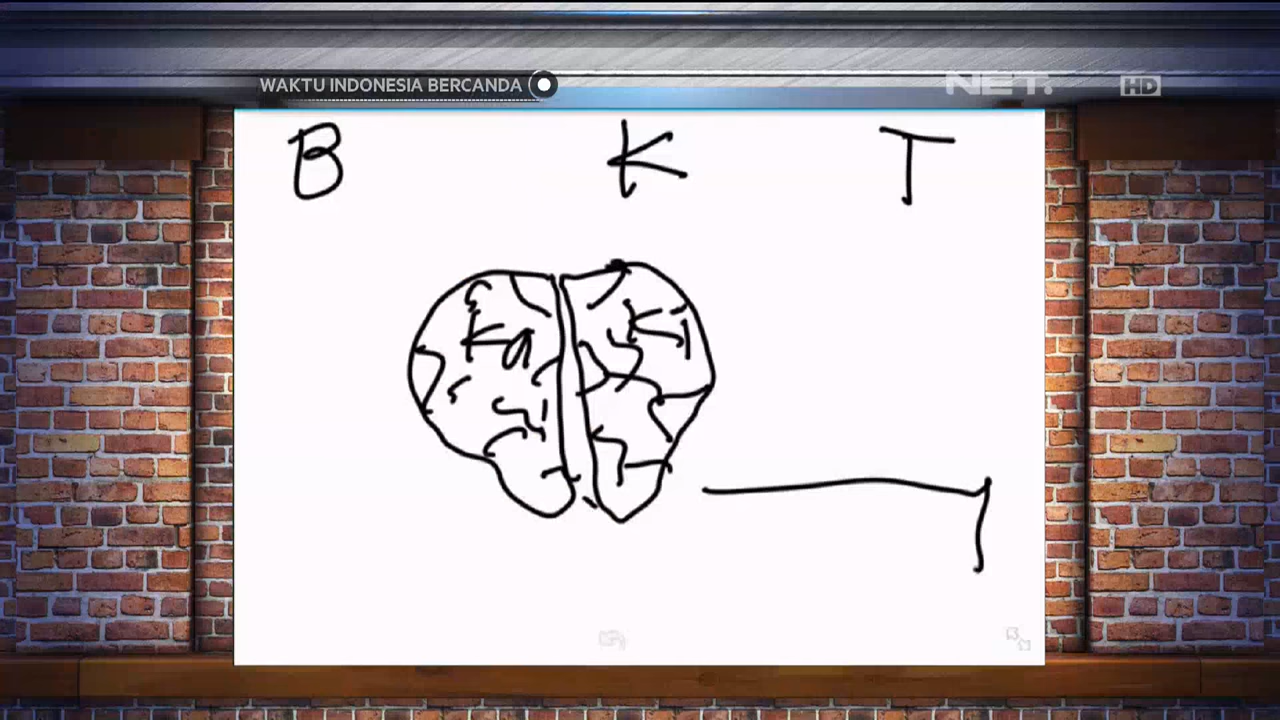 WAKTU INDONESIA BERCANDA
NET.
HD
B K T
Ka Ki